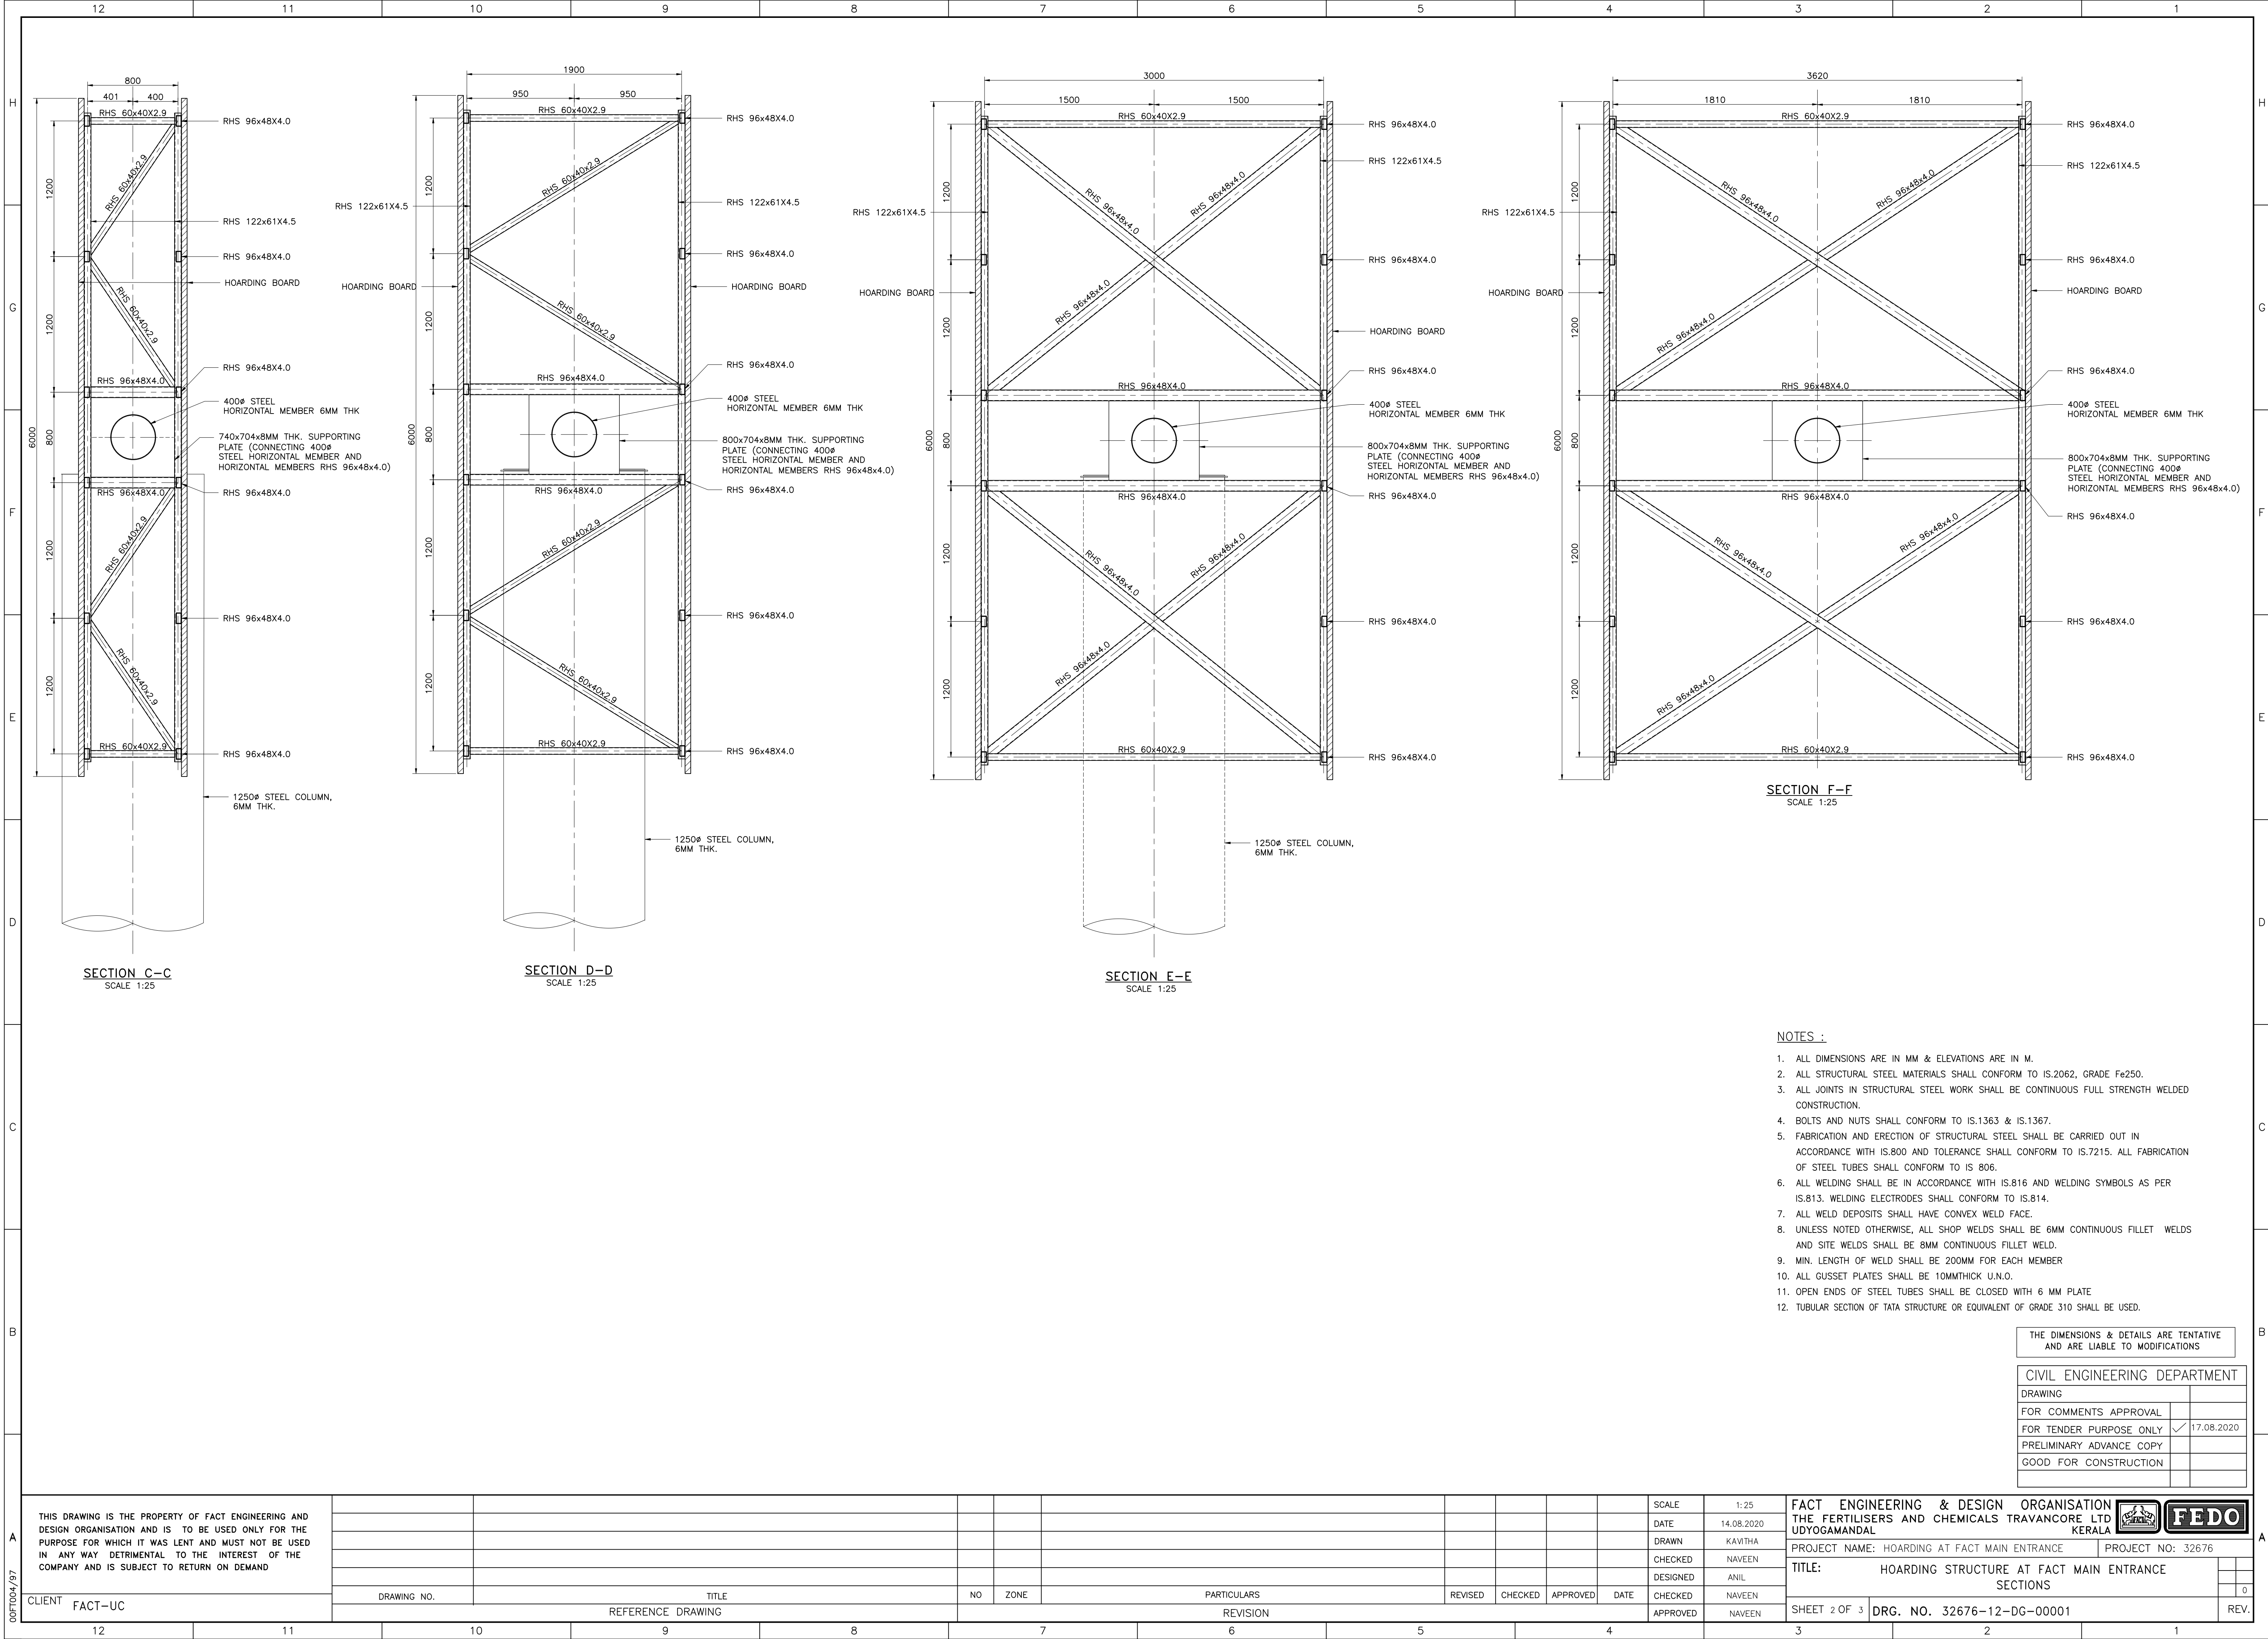 12 11 10 9 8 7 6 5 4 3 2 1
H
G
F
E
D
C
B
A
H
G
F
E
D
C
B
A
800
401 400
RHS 60x40X2.9
RHS 96x48X4.0
RHS 60x40x2.9
1200
RHS 122x61X4.5
RHS 96x48X4.0
HOARDING BOARD
RHS 60x40x2.9
1200
RHS 96x48X4.0
RHS 96x48X4.0
400ø STEEL
HORIZONTAL MEMBER 6MM THK
6000
800
740x704x8MM THK. SUPPORTING
PLATE (CONNECTING 400ø
STEEL HORIZONTAL MEMBER AND
HORIZONTAL MEMBERS RHS 96x48x4.0)
RHS 96x48X4.0
RHS 96x48X4.0
RHS 60x40x2.9
1200
RHS 96x48X4.0
RHS 60x40x2.9
1200
RHS 60x40X2.9
RHS 96x48X4.0
1250ø STEEL COLUMN,
6MM THK.
SECTION C-C
SCALE 1:25
1900
950 950
RHS 60x40X2.9
RHS 96x48X4.0
RHS 60x40x2.9
1200
RHS 122x61X4.5
RHS 122x61X4.5
RHS 96x48X4.0
HOARDING BOARD
HOARDING BOARD
RHS 60x40x2.9
1200
RHS 96x48X4.0
RHS 96x48X4.0
400ø STEEL
HORIZONTAL MEMBER 6MM THK
6000
800
800x704x8MM THK. SUPPORTING
PLATE (CONNECTING 400ø
STEEL HORIZONTAL MEMBER AND
HORIZONTAL MEMBERS RHS 96x48x4.0)
RHS 96x48X4.0
RHS 96x48X4.0
RHS 60x40x2.9
1200
RHS 96x48X4.0
RHS 60x40x2.9
1200
RHS 60x40X2.9
RHS 96x48X4.0
1250ø STEEL COLUMN,
6MM THK.
SECTION D-D
SCALE 1:25
3000
1500 1500
RHS 60x40X2.9
RHS 96x48X4.0
RHS 122x61X4.5
1200
RHS 96x48x4.0
RHS 96x48x4.0
RHS 122x61X4.5
RHS 96x48X4.0
HOARDING BOARD
RHS 96x48x4.0
1200
HOARDING BOARD
RHS 96x48X4.0
RHS 96x48X4.0
400ø STEEL
HORIZONTAL MEMBER 6MM THK
6000
800
800x704x8MM THK. SUPPORTING
PLATE (CONNECTING 400ø
STEEL HORIZONTAL MEMBER AND
HORIZONTAL MEMBERS RHS 96x48x4.0)
RHS 96x48X4.0
RHS 96x48X4.0
1200
RHS 96x48x4.0
RHS 96x48x4.0
RHS 96x48X4.0
RHS 96x48x4.0
1200
RHS 60x40X2.9
RHS 96x48X4.0
1250ø STEEL COLUMN,
6MM THK.
SECTION E-E
SCALE 1:25
3620
1810 1810
RHS 60x40X2.9
RHS 96x48X4.0
RHS 122x61X4.5
1200
RHS 96x48x4.0
RHS 96x48x4.0
RHS 122x61X4.5
RHS 96x48X4.0
HOARDING BOARD
HOARDING BOARD
RHS 96x48x4.0
1200
RHS 96x48X4.0
RHS 96x48X4.0
400ø STEEL
HORIZONTAL MEMBER 6MM THK
6000
800
800x704x8MM THK. SUPPORTING
PLATE (CONNECTING 400ø
STEEL HORIZONTAL MEMBER AND
HORIZONTAL MEMBERS RHS 96x48x4.0)
RHS 96x48X4.0
RHS 96x48X4.0
1200
RHS 96x48x4.0
RHS 96x48x4.0
RHS 96x48X4.0
RHS 96x48x4.0
1200
RHS 60x40X2.9
RHS 96x48X4.0
SECTION F-F
SCALE 1:25
NOTES :
1. ALL DIMENSIONS ARE IN MM & ELEVATIONS ARE IN M.
2. ALL STRUCTURAL STEEL MATERIALS SHALL CONFORM TO IS.2062, GRADE Fe250.
3. ALL JOINTS IN STRUCTURAL STEEL WORK SHALL BE CONTINUOUS FULL STRENGTH WELDED
CONSTRUCTION.
4. BOLTS AND NUTS SHALL CONFORM TO IS.1363 & IS.1367.
5. FABRICATION AND ERECTION OF STRUCTURAL STEEL SHALL BE CARRIED OUT IN
ACCORDANCE WITH IS.800 AND TOLERANCE SHALL CONFORM TO IS.7215. ALL FABRICATION
OF STEEL TUBES SHALL CONFORM TO IS 806.
6. ALL WELDING SHALL BE IN ACCORDANCE WITH IS.816 AND WELDING SYMBOLS AS PER
IS.813. WELDING ELECTRODES SHALL CONFORM TO IS.814.
7. ALL WELD DEPOSITS SHALL HAVE CONVEX WELD FACE.
8. UNLESS NOTED OTHERWISE, ALL SHOP WELDS SHALL BE 6MM CONTINUOUS FILLET WELDS
AND SITE WELDS SHALL BE 8MM CONTINUOUS FILLET WELD.
9. MIN. LENGTH OF WELD SHALL BE 200MM FOR EACH MEMBER
10. ALL GUSSET PLATES SHALL BE 10MMTHICK U.N.O.
11. OPEN ENDS OF STEEL TUBES SHALL BE CLOSED WITH 6 MM PLATE
12. TUBULAR SECTION OF TATA STRUCTURE OR EQUIVALENT OF GRADE 310 SHALL BE USED.
THE DIMENSIONS & DETAILS ARE TENTATIVE
AND ARE LIABLE TO MODIFICATIONS
CIVIL ENGINEERING DEPARTMENT
DRAWING
FOR COMMENTS APPROVAL
FOR TENDER PURPOSE ONLY ✓ 17.08.2020
PRELIMINARY ADVANCE COPY
GOOD FOR CONSTRUCTION
THIS DRAWING IS THE PROPERTY OF FACT ENGINEERING AND
DESIGN ORGANISATION AND IS TO BE USED ONLY FOR THE
PURPOSE FOR WHICH IT WAS LENT AND MUST NOT BE USED
IN ANY WAY DETRIMENTAL TO THE INTEREST OF THE
COMPANY AND IS SUBJECT TO RETURN ON DEMAND
00FT004/97
CLIENT FACT-UC
DRAWING NO. TITLE
REFERENCE DRAWING
NO ZONE PARTICULARS REVISED CHECKED APPROVED DATE
REVISION
SCALE 1:25
DATE 14.08.2020
DRAWN KAVITHA
CHECKED NAVEEN
DESIGNED ANIL
CHECKED NAVEEN
APPROVED NAVEEN
FACT ENGINEERING & DESIGN ORGANISATION
THE FERTILISERS AND CHEMICALS TRAVANCORE LTD
UDYOGAMANDAL KERALA
FEDO
PROJECT NAME: HOARDING AT FACT MAIN ENTRANCE PROJECT NO: 32676
TITLE: HOARDING STRUCTURE AT FACT MAIN ENTRANCE
SECTIONS
0
SHEET 2 OF 3 DRG. NO. 32676-12-DG-00001 REV.
12 11 10 9 8 7 6 5 4 3 2 1